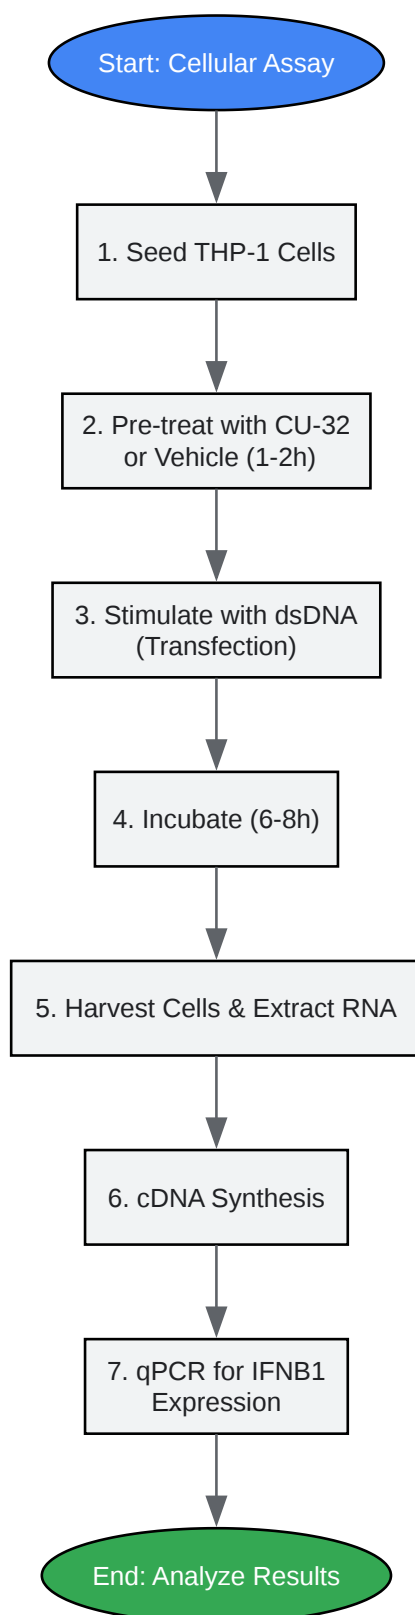 Start: Cellular Assay
1. Seed THP-1 Cells
2. Pre-treat with CU-32
or Vehicle (1-2h)
3. Stimulate with dsDNA
(Transfection)
4. Incubate (6-8h)
5. Harvest Cells & Extract RNA
6. cDNA Synthesis
7. qPCR for IFNB1
Expression
End: Analyze Results